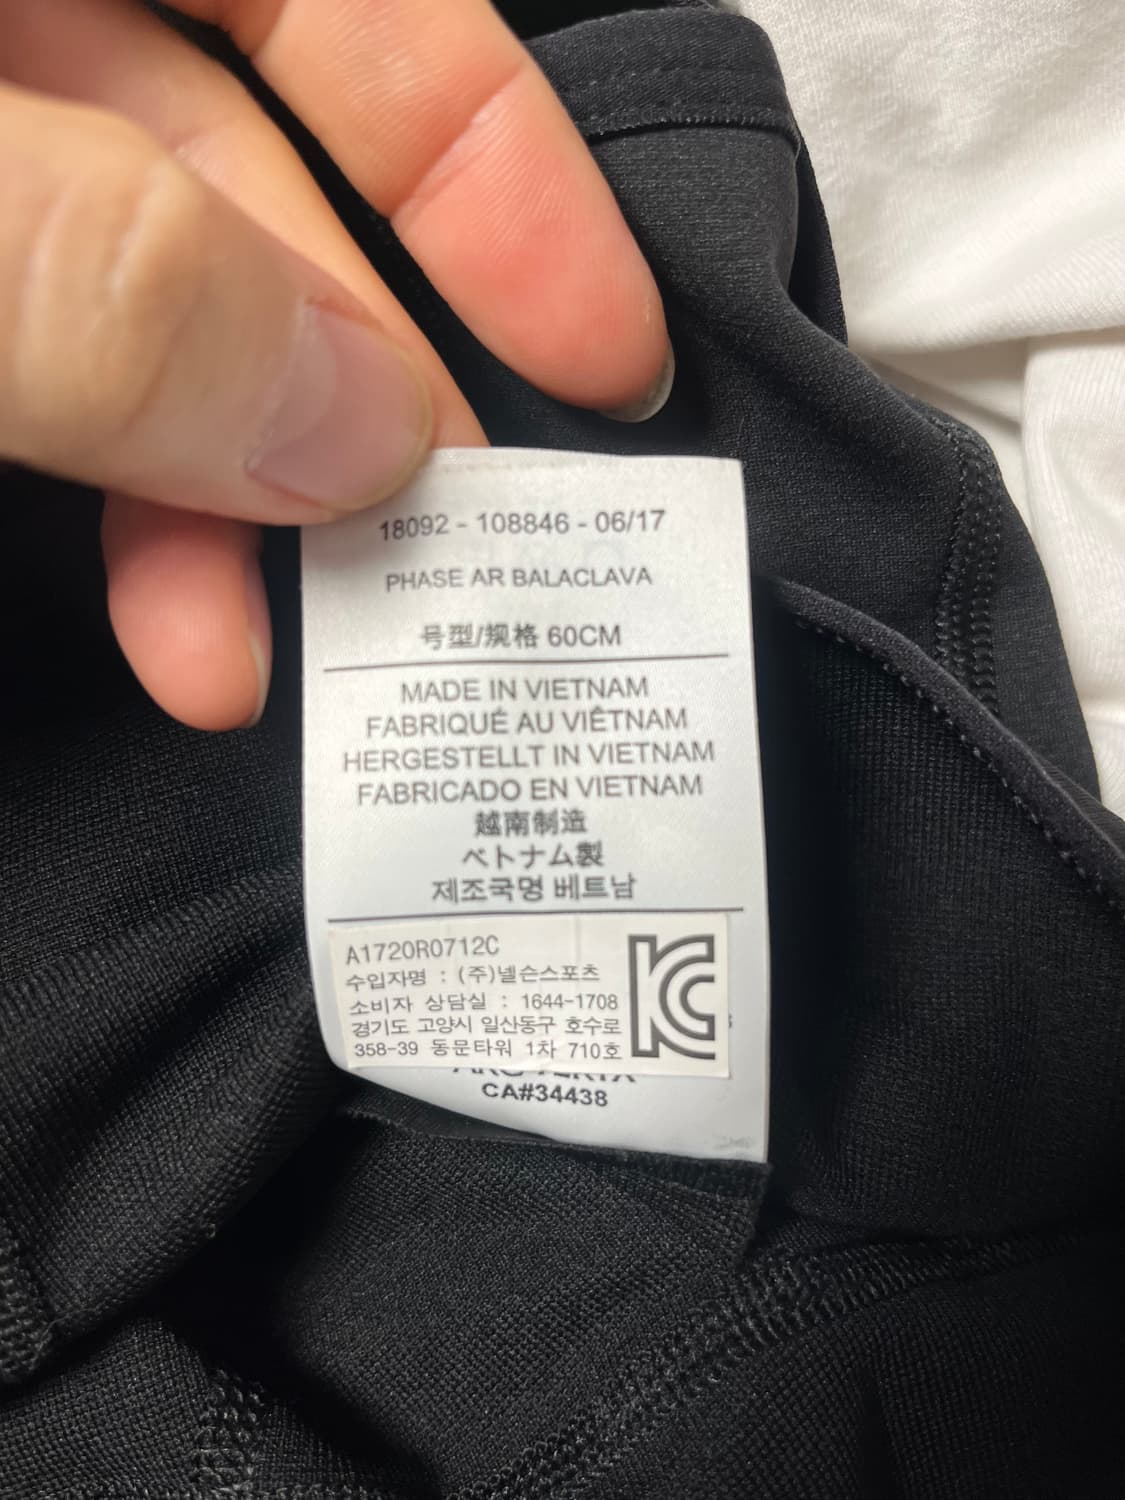 18092 - 108846 - 06/17
PHASE AR BALACLAVA
号型/规格 60CM
MADE IN VIETNAM
FABRIQUÉ AU VIÊTNAM
HERGESTELLT IN VIETNAM
FABRICADO EN VIETNAM
越南制造
ベトナム製
제조국명 베트남
A1720R0712C
수입자명 : (주)넬슨스포츠
소비자 상담실 : 1644-1708
경기도 고양시 일산동구 호수로
358-39 동문타워 1차 710호
KC
CA#34438